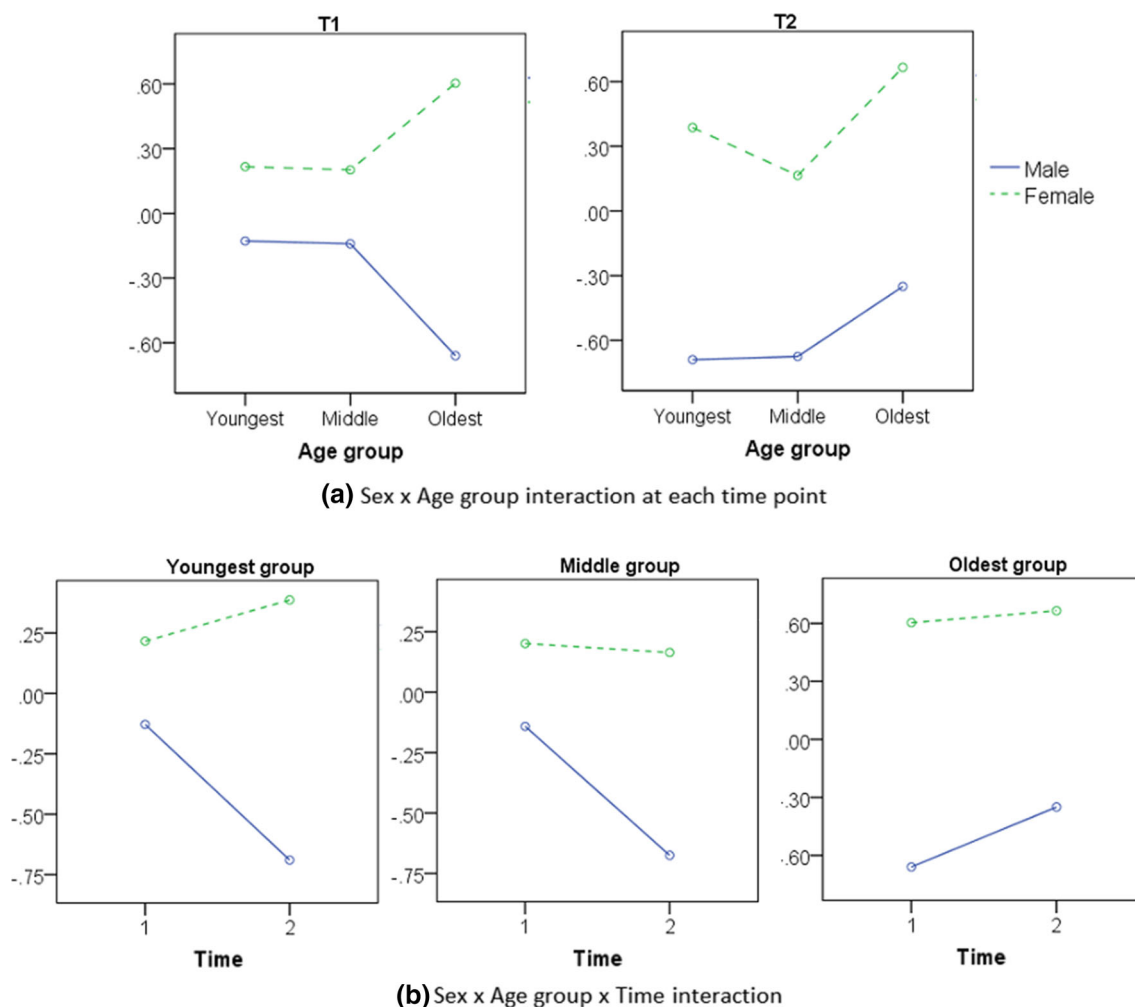 T1
.60
.30
.00
-.30
-.60
Youngest Middle Oldest
Age group
T2
.60
.30
.00
-.30
-.60
Youngest Middle Oldest
Age group
Male
Female
(a) Sex x Age group interaction at each time point
Youngest group
.25
.00
-.25
-.50
-.75
1 2
Time
Middle group
.25
.00
-.25
-.50
-.75
1 2
Time
Oldest group
.60
.30
.00
-.30
-.60
1 2
Time
(b) Sex x Age group x Time interaction